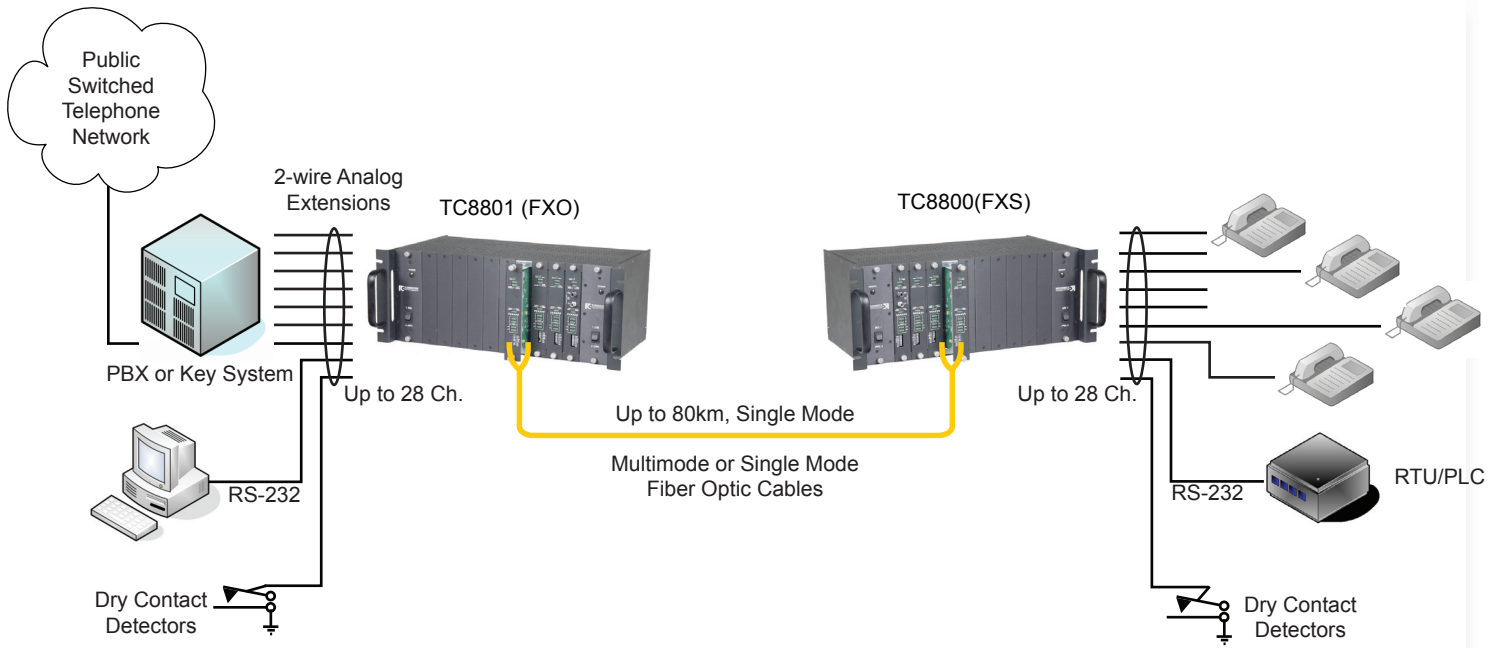 Public
Switched
Telephone
Network
2-wire Analog
Extensions
TC8801 (FXO)
TC8800(FXS)
PBX or Key System
Up to 28 Ch.
Up to 28 Ch.
Up to 80km, Single Mode
Multimode or Single Mode
Fiber Optic Cables
RS-232
RS-232
RTU/PLC
Dry Contact
Detectors
Dry Contact
Detectors